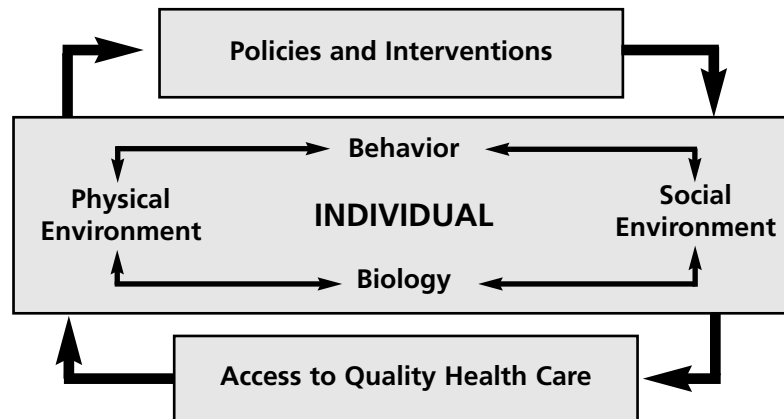 Policies and Interventions
Behavior
Physical
Environment
INDIVIDUAL
Social
Environment
Biology
Access to Quality Health Care